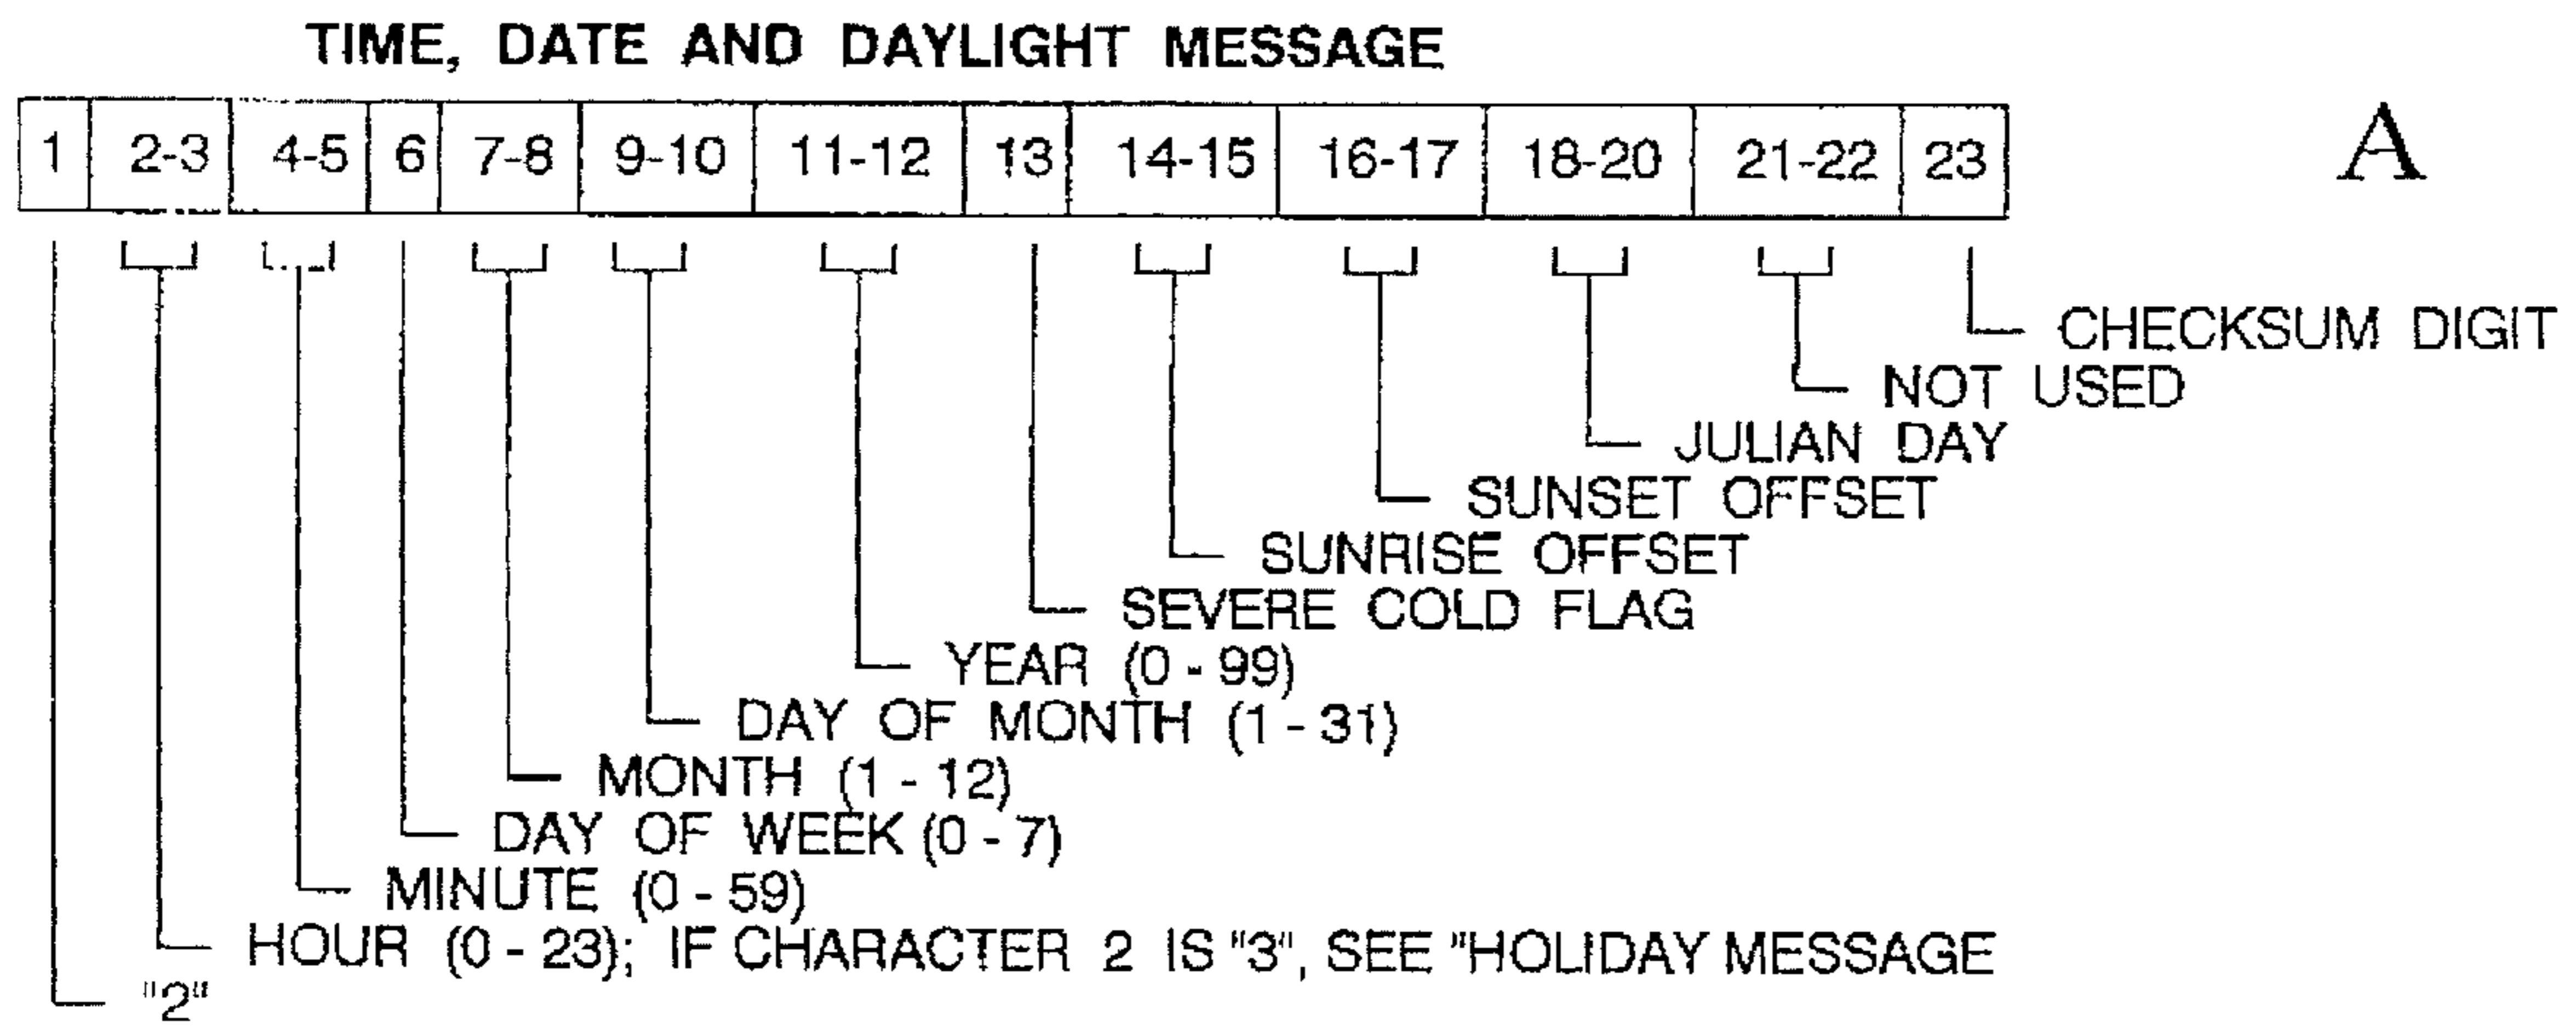 TIME, DATE AND DAYLIGHT MESSAGE
1 2-3 4-5 6 7-8 9-10 11-12 13 14-15 16-17 18-20 21-22 23
A
CHECKSUM DIGIT
NOT USED
JULIAN DAY
SUNSET OFFSET
SUNRISE OFFSET
SEVERE COLD FLAG
YEAR (0 - 99)
DAY OF MONTH (1 - 31)
MONTH (1 - 12)
DAY OF WEEK (0 - 7)
MINUTE (0 - 59)
HOUR (0 - 23); IF CHARACTER 2 IS "3", SEE "HOLIDAY MESSAGE
"2"